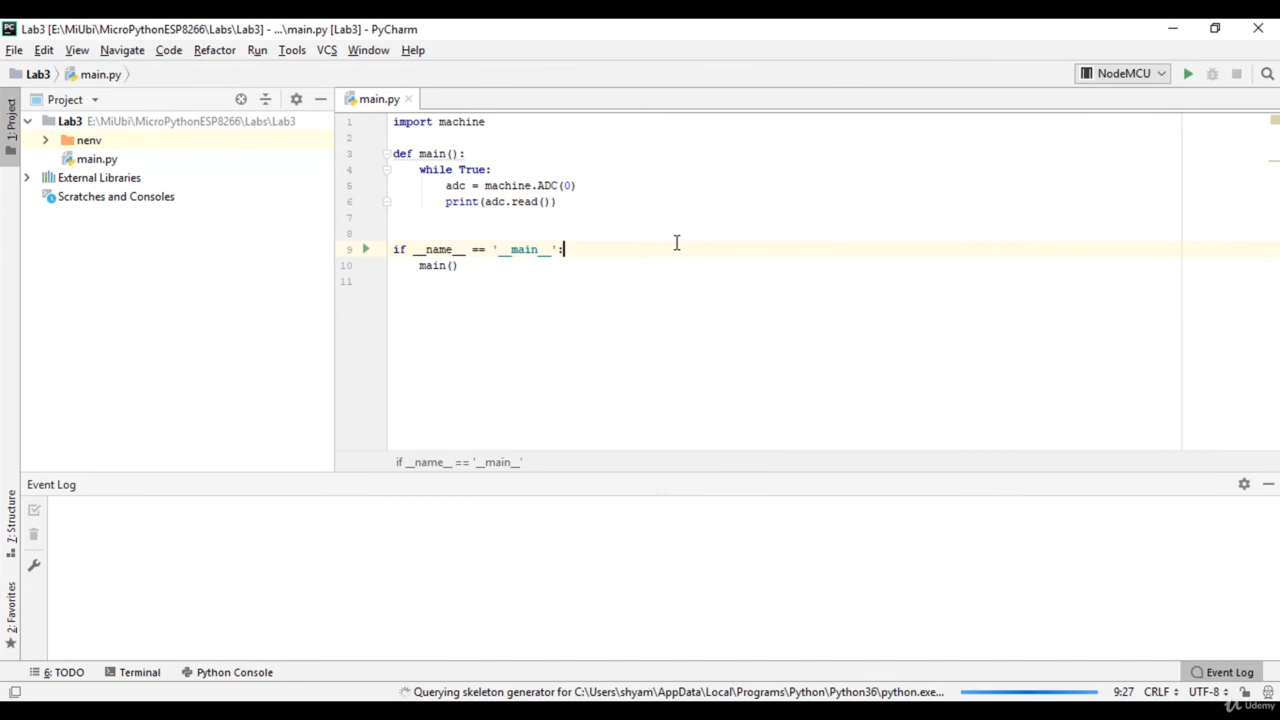 PC Lab3 [E:\MiUbi\MicroPythonESP8266\Labs\Lab3] - ...\main.py [Lab3] - PyCharm
File Edit View Navigate Code Refactor Run Tools VCS Window Help
Lab3 main.py NodeMCU
1: Project
Project
main.py
Lab3 E:\MiUbi\MicroPythonESP8266\Labs\Lab3
nenv
main.py
External Libraries
Scratches and Consoles
1 import machine
2
3 def main():
4 while True:
5 adc = machine.ADC(0)
6 print(adc.read())
7
8
9 if __name__ == '__main__':
10 main()
11
if __name__ == '__main__'
Event Log
7: Structure
2: Favorites
6: TODO Terminal Python Console Event Log
Querying skeleton generator for C:\Users\shyam\AppData\Local\Programs\Python\Python36\python.exe... 9:27 CRLF UTF-8
Udemy